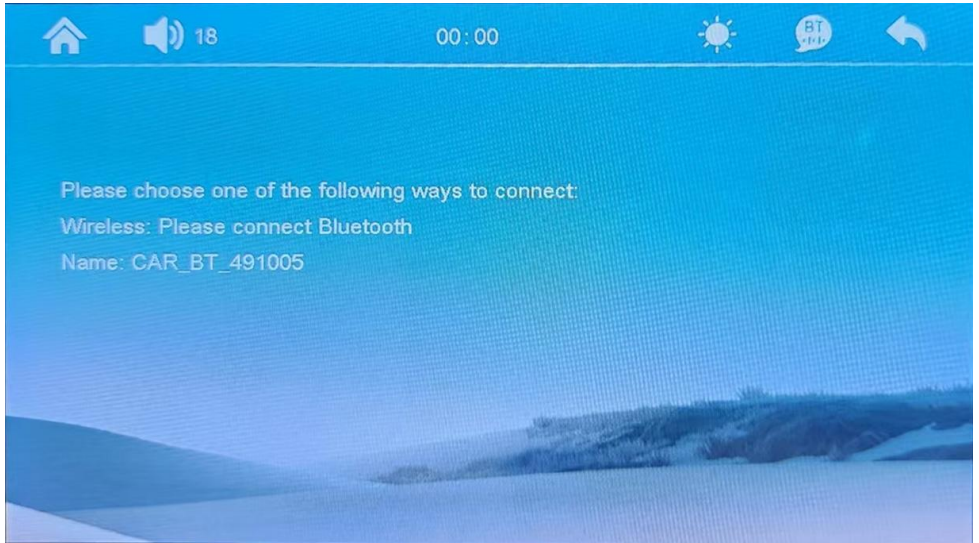 18
00:00
BT
Please choose one of the following ways to connect:
Wireless: Please connect Bluetooth
Name: CAR_BT_491005